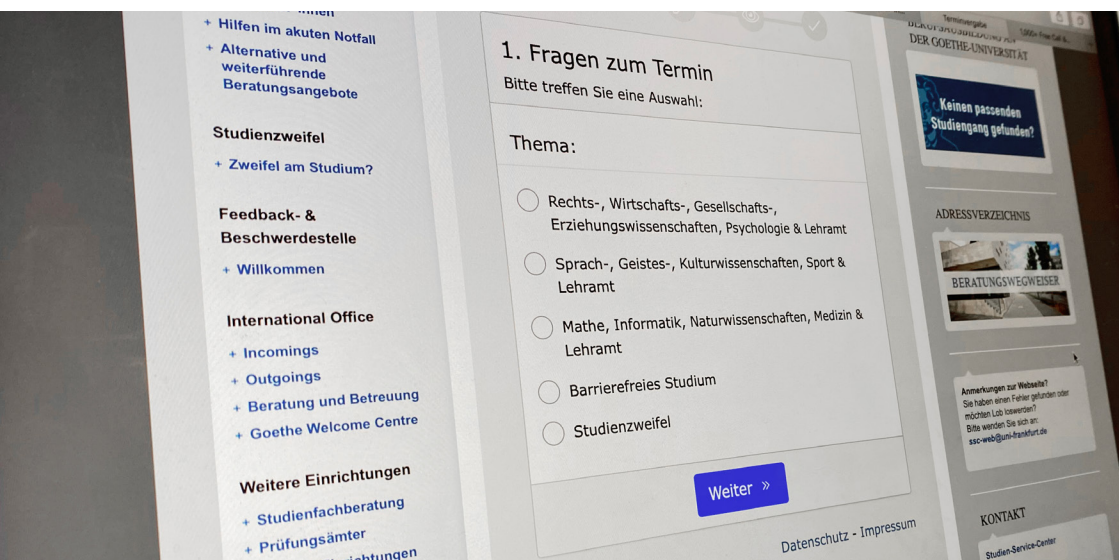 + Hilfen im akuten Notfall
+ Alternative und
weiterführende
Beratungsangebote
Studienzweifel
+ Zweifel am Studium?
Feedback- &
Beschwerdestelle
+ Willkommen
International Office
+ Incomings
+ Outgoings
+ Beratung und Betreuung
+ Goethe Welcome Centre
Weitere Einrichtungen
+ Studienfachberatung
+ Prüfungsämter
1. Fragen zum Termin
Bitte treffen Sie eine Auswahl:
Thema:
Rechts-, Wirtschafts-, Gesellschafts-,
Erziehungswissenschaften, Psychologie & Lehramt
Sprach-, Geistes-, Kulturwissenschaften, Sport &
Lehramt
Mathe, Informatik, Naturwissenschaften, Medizin &
Lehramt
Barrierefreies Studium
Studienzweifel
Weiter »
Datenschutz - Impressum
Terminvergabe
DER GOETHE-UNIVERSITÄT
Keinen passenden
Studiengang gefunden?
ADRESSVERZEICHNIS
BERATUNGSWEGWEISER
Anmerkungen zur Webseite?
Sie haben einen Fehler gefunden oder
möchten Lob loswerden?
Bitte wenden Sie sich an:
ssc-web@uni-frankfurt.de
KONTAKT
Studien-Service-Center